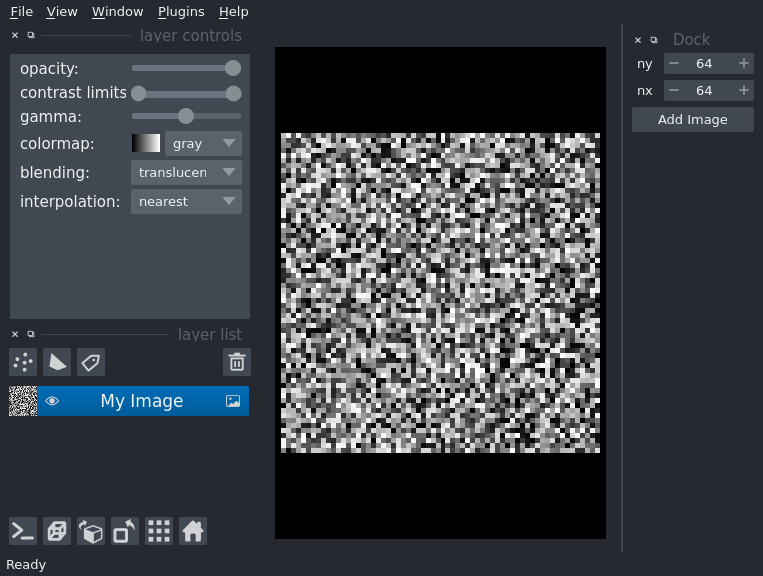 File View Window Plugins Help
layer controls
opacity:
contrast limits
gamma:
colormap: gray
blending: translucen
interpolation: nearest
layer list
My Image
Ready
Dock
ny 64
nx 64
Add Image